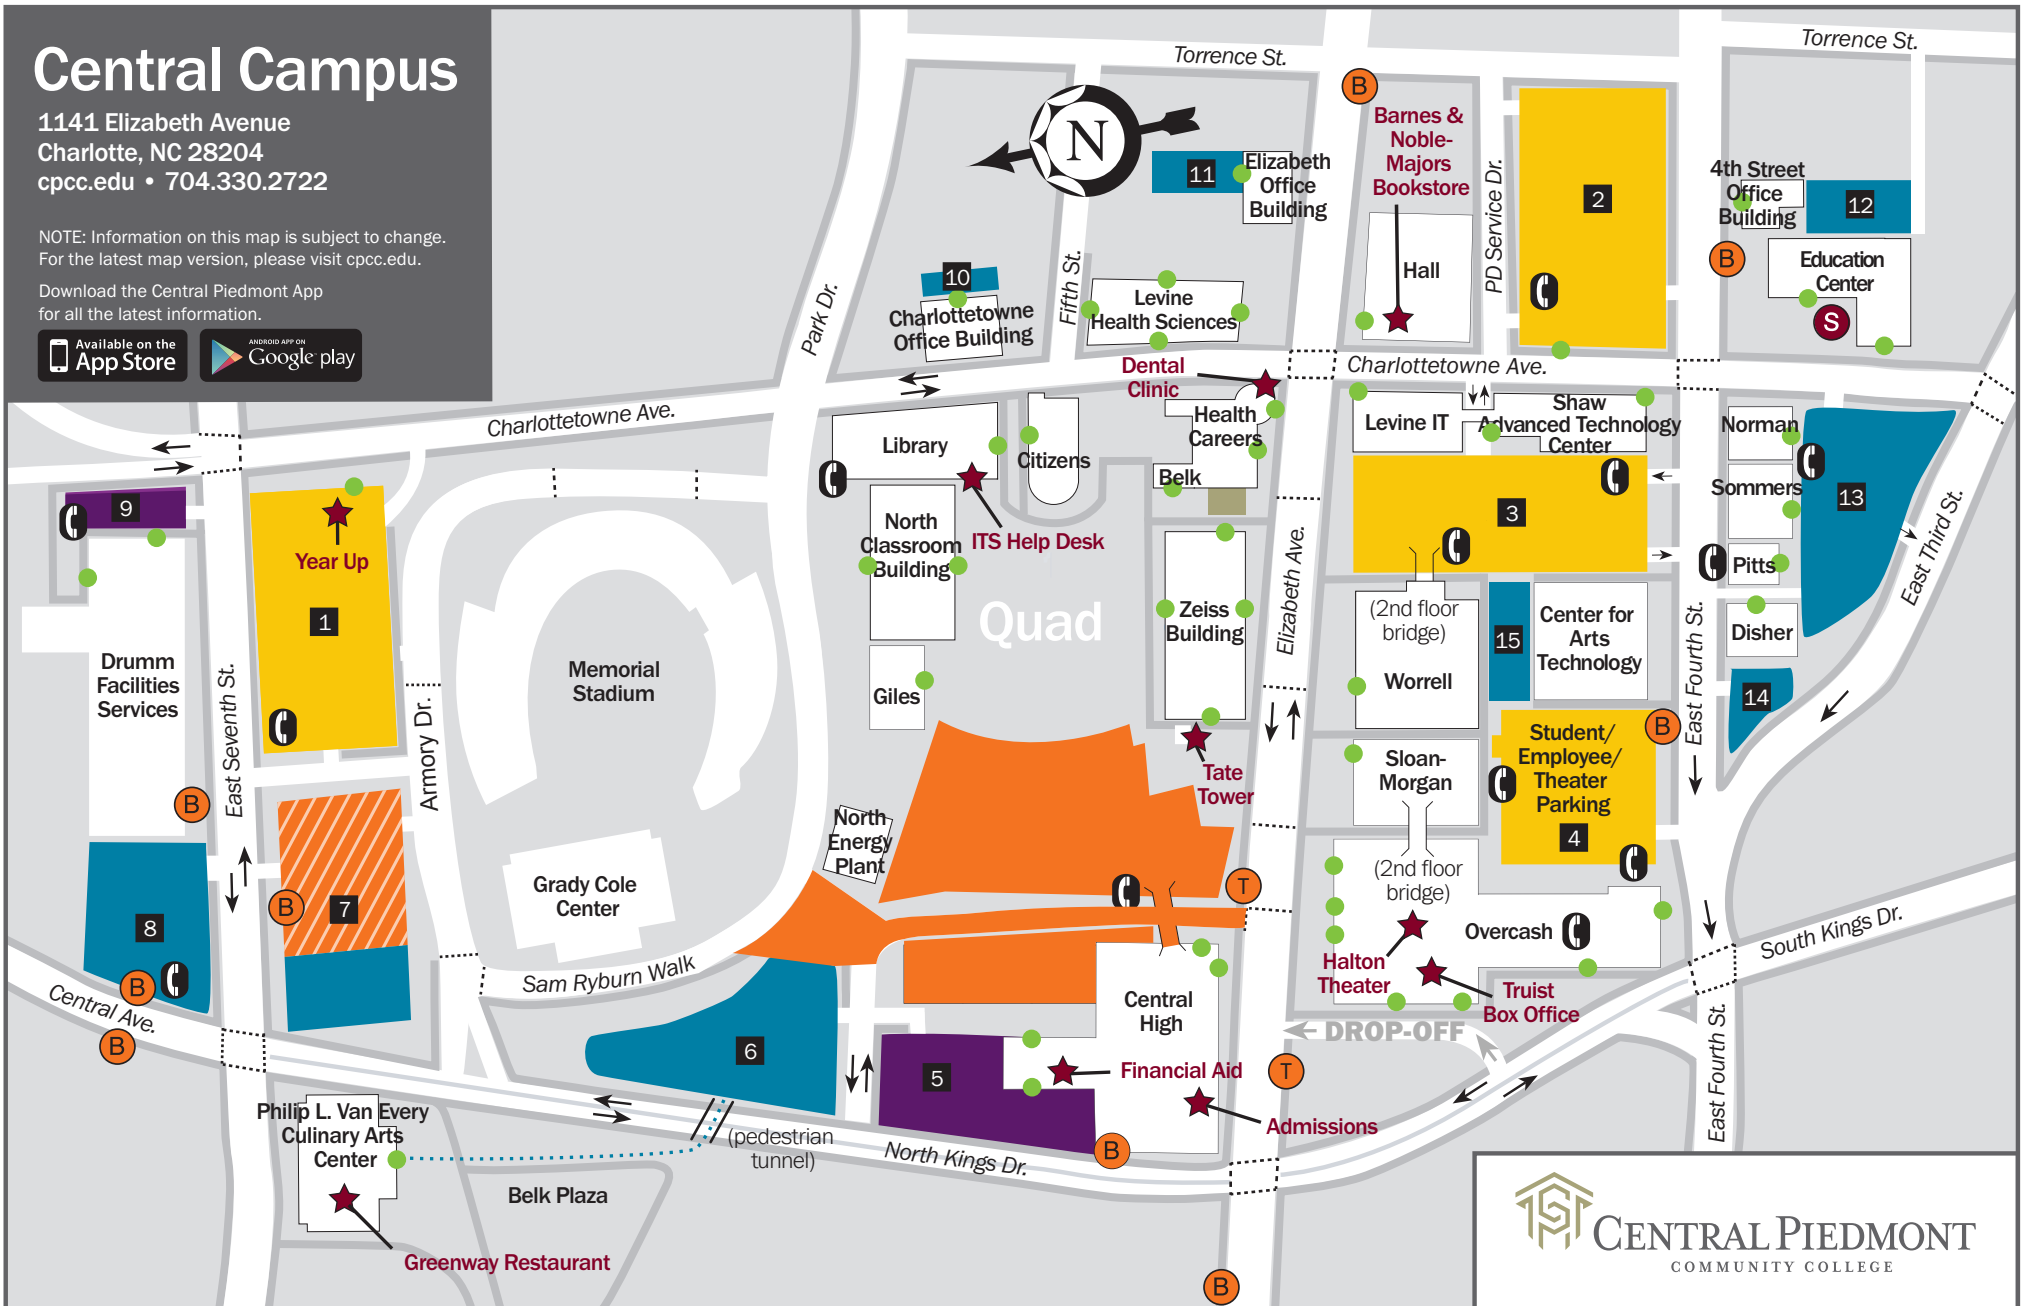 Central Campus
1141 Elizabeth Avenue
Charlotte, NC 28204
cpcc.edu • 704.330.2722
NOTE: Information on this map is subject to change.
For the latest map version, please visit cpcc.edu.
Download the Central Piedmont App
for all the latest information.
Available on the
App Store
ANDROID APP ON
Google play
Torrence St.
Torrence St.
B
Barnes &
Noble-
Majors
Bookstore
N
11
Elizabeth
Office
Building
PD Service Dr.
2
4th Street
Office
Building
12
B
Hall
Education
Center
S
Park Dr.
10
Charlottetowne
Office Building
Fifth St.
Levine
Health Sciences
Dental
Clinic
Charlottetowne Ave.
Charlottetowne Ave.
Library
Citizens
Health
Careers
Belk
Levine IT
Shaw
Advanced Technology
Center
Norman
Sommers
13
Pitts
Disher
East Third St.
14
9
Year Up
1
Drumm
Facilities
Services
East Seventh St.
Armory Dr.
Memorial
Stadium
North
Classroom
Building
ITS Help Desk
Quad
Giles
Zeiss
Building
Elizabeth Ave.
3
(2nd floor
bridge)
Worrell
15
Center for
Arts
Technology
East Fourth St.
Tate
Tower
Sloan-
Morgan
Student/
Employee/
Theater
Parking
4
B
B
North
Energy
Plant
Grady Cole
Center
7
B
8
B
B
Central Ave.
T
(2nd floor
bridge)
Overcash
Halton
Theater
Truist
Box Office
South Kings Dr.
Sam Ryburn Walk
Central
High
DROP-OFF
East Fourth St.
6
5
Financial Aid
T
Admissions
B
Philip L. Van Every
Culinary Arts
Center
(pedestrian
tunnel)
North Kings Dr.
Belk Plaza
Greenway Restaurant
B
CENTRAL PIEDMONT
COMMUNITY COLLEGE